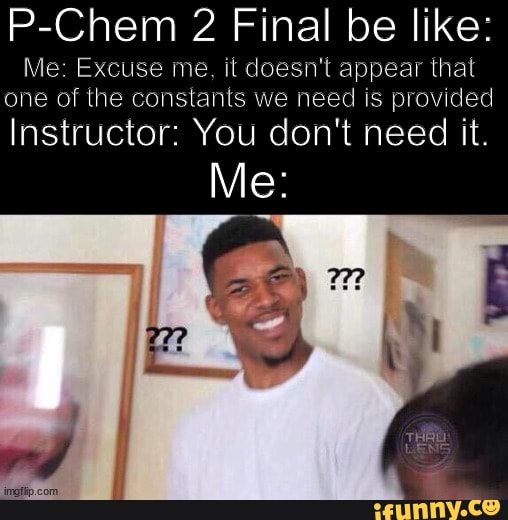 P-Chem 2 Final be like:
Me: Excuse me, it doesn't appear that
one of the constants we need is provided
Instructor: You don't need it.
Me:
???
???
THRU
LENS
imgflip.com
ifunny.co